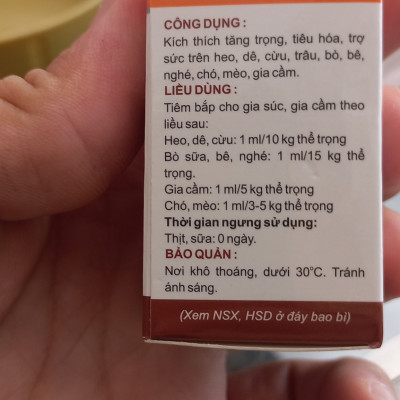 CÔNG DỤNG :
Kích thích tăng trọng, tiêu hóa, trợ
sức trên heo, dê, cừu, trâu, bò, bê,
nghé, chó, mèo, gia cầm.
LIỀU DÙNG :
Tiêm bắp cho gia súc, gia cầm theo
liều sau:
Heo, dê, cừu: 1 ml/10 kg thể trọng
Bò sữa, bê, nghé: 1 ml/15 kg thể
trọng.
Gia cầm: 1 ml/5 kg thể trọng
Chó, mèo: 1 ml/3-5 kg thể trọng
Thời gian ngưng sử dụng:
Thịt, sữa: 0 ngày.
BẢO QUẢN :
Nơi khô thoáng, dưới 30°C. Tránh
ánh sáng.
(Xem NSX, HSD ở đáy bao bì)